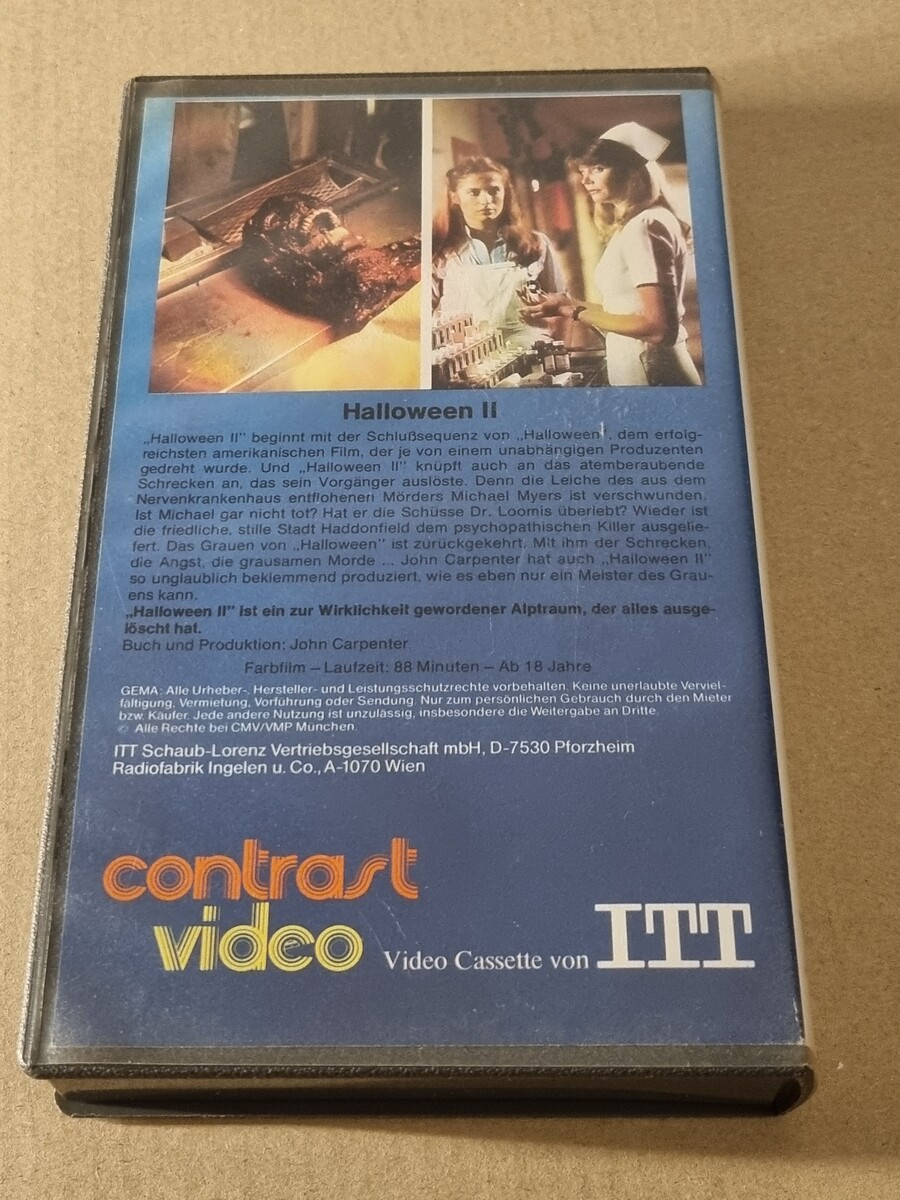 Halloween II
„Halloween II" beginnt mit der Schlußsequenz von „Halloween", dem erfolg-
reichsten amerikanischen Film, der je von einem unabhängigen Produzenten
gedreht wurde. Und „Halloween II" knüpft auch an das atemberaubende
Schrecken an, das sein Vorgänger auslöste. Denn die Leiche des aus dem
Nervenkrankenhaus entflohenen Mörders Michael Myers ist verschwunden.
Ist Michael gar nicht tot? Hat er die Schüsse Dr. Loomis überlebt? Wieder ist
die friedliche, stille Stadt Haddonfield dem psychopathischen Killer ausgelie-
fert. Das Grauen von „Halloween" ist zurückgekehrt. Mit ihm der Schrecken,
die Angst, die grausamen Morde ... John Carpenter hat auch „Halloween II"
so unglaublich beklemmend produziert, wie es eben nur ein Meister des Grau-
ens kann.
„Halloween II" ist ein zur Wirklichkeit gewordener Alptraum, der alles ausge-
löscht hat.
Buch und Produktion: John Carpenter
Farbfilm – Laufzeit: 88 Minuten – Ab 18 Jahre
GEMA: Alle Urheber-, Hersteller- und Leistungsschutzrechte vorbehalten. Keine unerlaubte Verviel-
fältigung, Vermietung, Vorführung oder Sendung. Nur zum persönlichen Gebrauch durch den Mieter
bzw. Käufer. Jede andere Nutzung ist unzulässig, insbesondere die Weitergabe an Dritte.
© Alle Rechte bei CMV/VMP München.
ITT Schaub-Lorenz Vertriebsgesellschaft mbH, D-7530 Pforzheim
Radiofabrik Ingelen u. Co., A-1070 Wien
contrast
video
Video Cassette von ITT